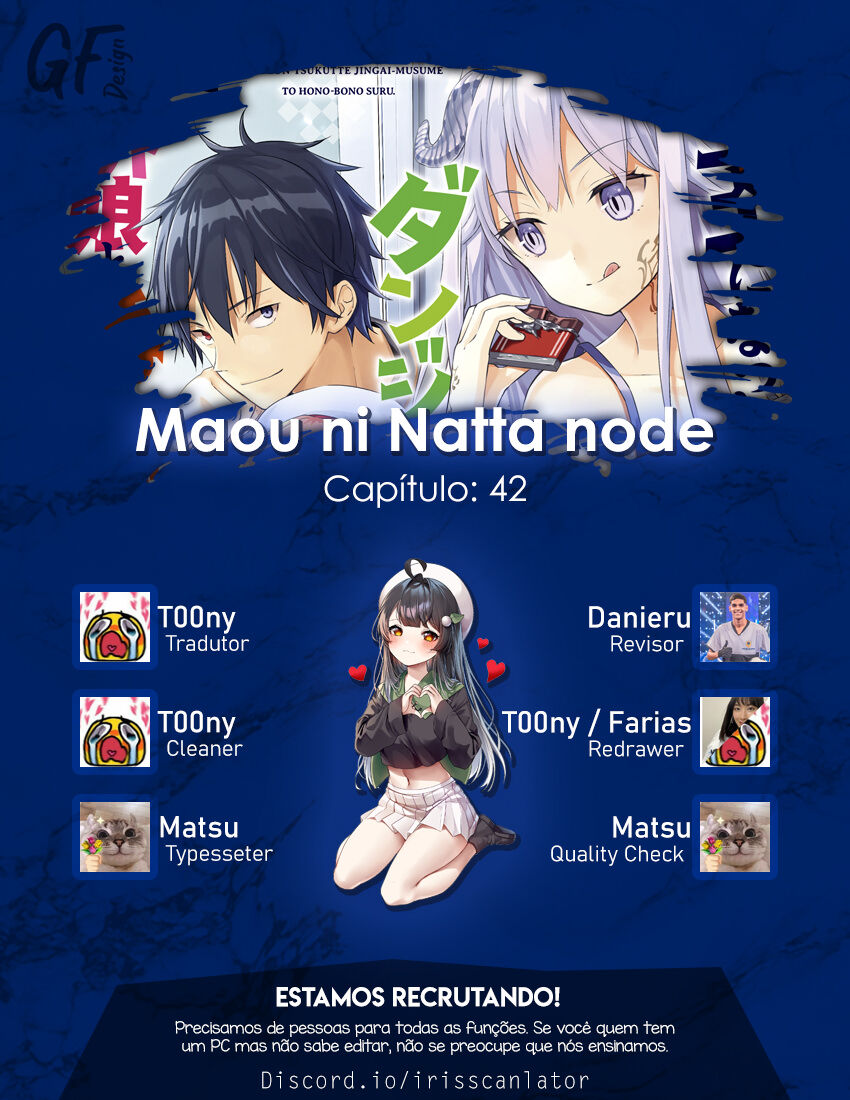 GF
Design
TSUKUTTE JINGAI-MUSUME
TO HONO-BONO SURU.
狼
ダンジ
Maou ni Natta node
Capítulo: 42
T00ny
Tradutor
Danieru
Revisor
T00ny
Cleaner
T00ny / Farias
Redrawer
Matsu
Typesseter
Matsu
Quality Check
ESTAMOS RECRUTANDO!
Precisamos de pessoas para todas as funções. Se você quem tem
um PC mas não sabe editar, não se preocupe que nós ensinamos.
Discord.io/irisscanlator